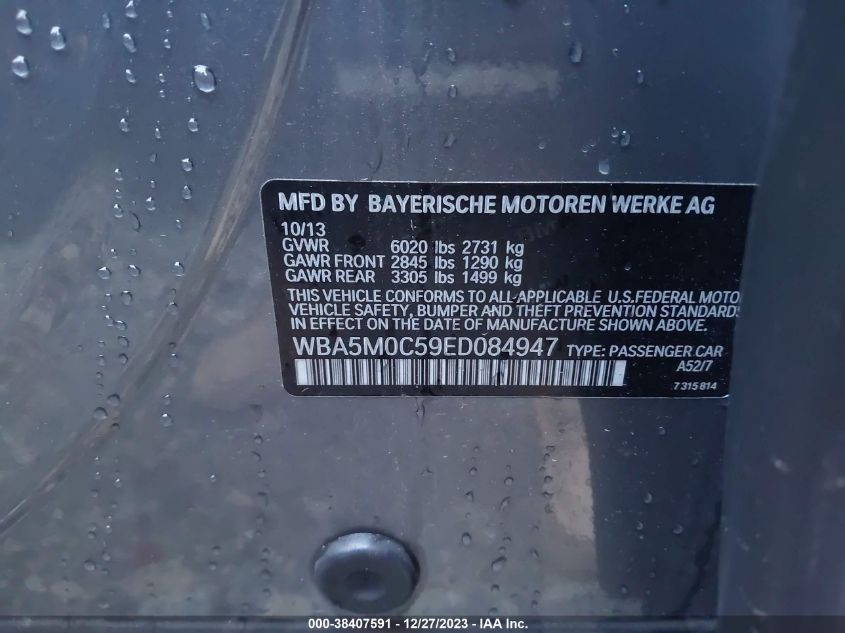 MFD BY BAYERISCHE MOTOREN WERKE AG
10/13
GVWR 6020 lbs 2731 kg
GAWR FRONT 2845 lbs 1290 kg
GAWR REAR 3305 lbs 1499 kg
THIS VEHICLE CONFORMS TO ALL APPLICABLE U.S.FEDERAL MOTO
VEHICLE SAFETY, BUMPER AND THEFT PREVENTION STANDARDS
IN EFFECT ON THE DATE OF MANUFACTURE SHOWN ABOVE.
WBA5M0C59ED084947 TYPE: PASSENGER CAR
A52/7
7 315 814
000-38407591 - 12/27/2023 - IAA Inc.